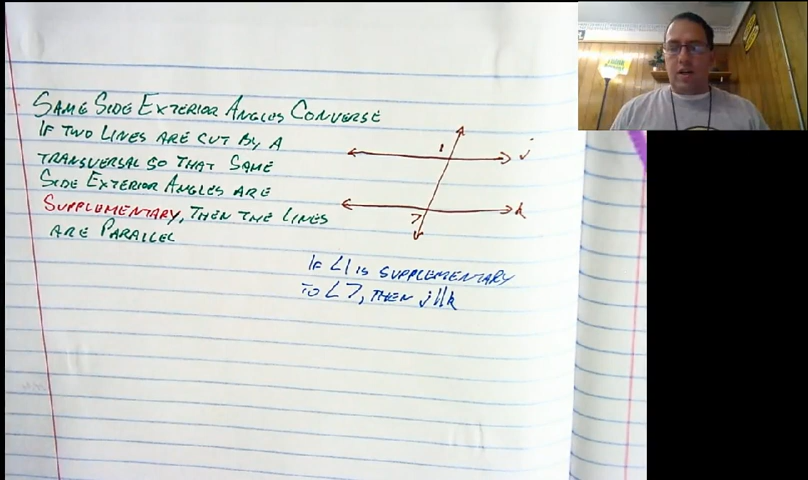 SAME SIDE EXTERIOR ANGLES CONVERSE
IF TWO LINES ARE CUT BY A
TRANSVERSAL SO THAT SAME
SIDE EXTERIOR ANGLES ARE
SUPPLEMENTARY, THEN THE LINES
ARE PARALLEL
1
j
7
k
IF ∠1 IS SUPPLEMENTARY
TO ∠7, THEN j||k